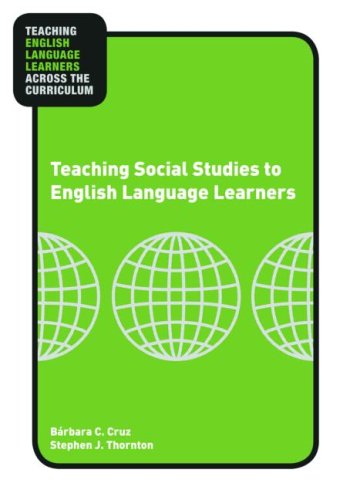 TEACHING
ENGLISH
LANGUAGE
LEARNERS
ACROSS THE
CURRICULUM
Teaching Social Studies to
English Language Learners
Bárbara C. Cruz
Stephen J. Thornton